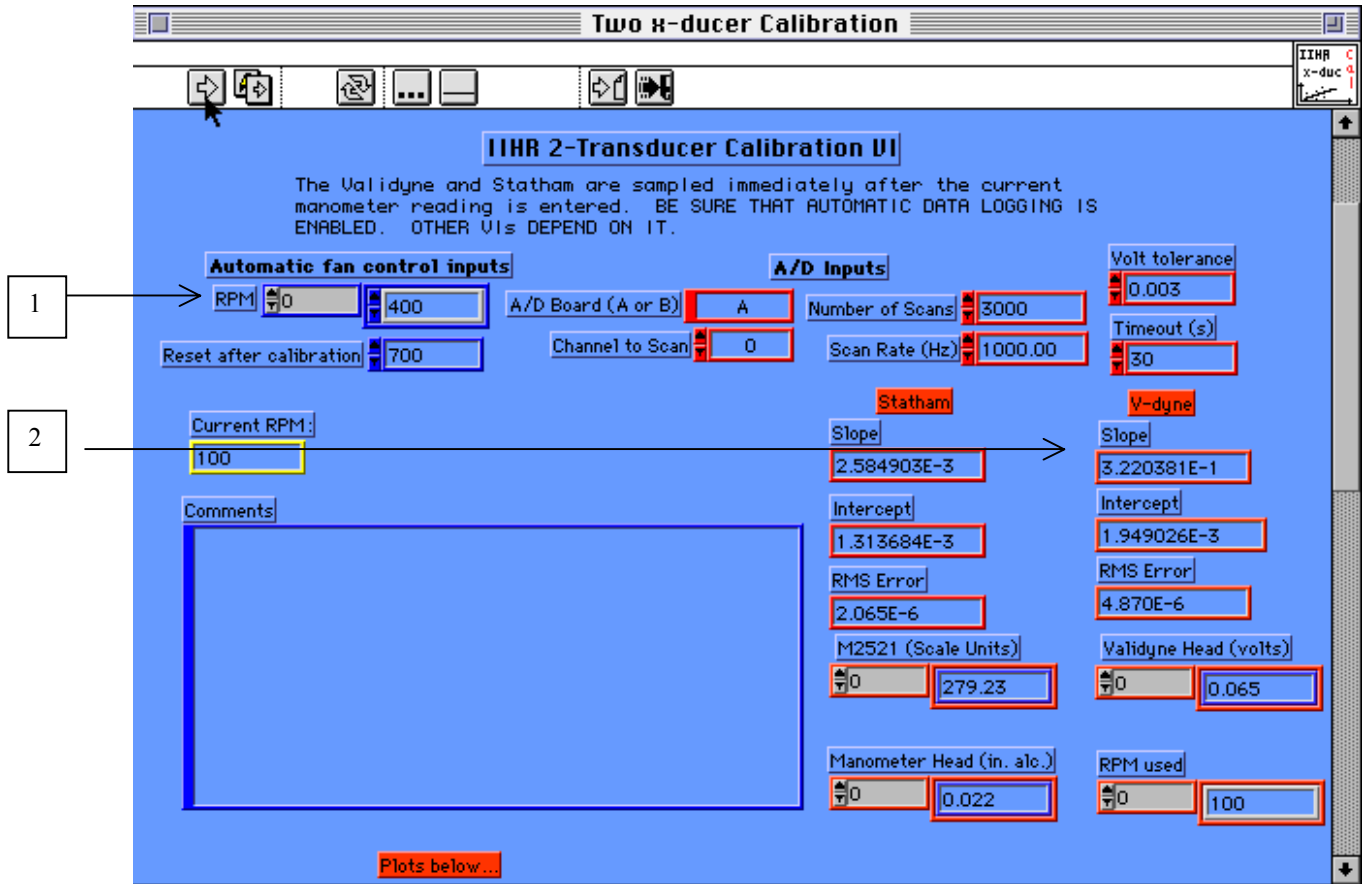 Two x-ducer Calibration
IIHR
x-duc
Cal
IIHR 2-Transducer Calibration VI
The Validyne and Statham are sampled immediately after the current
manometer reading is entered. BE SURE THAT AUTOMATIC DATA LOGGING IS
ENABLED. OTHER VIs DEPEND ON IT.
Automatic fan control inputs
A/D Inputs
Volt tolerance
0.003
1
RPM 0 400
A/D Board (A or B) A
Number of Scans 3000
Timeout (s)
30
Reset after calibration 700
Channel to Scan 0
Scan Rate (Hz) 1000.00
2
Current RPM:
100
Statham
V-dyne
Slope
2.584903E-3
Slope
3.220381E-1
Comments
Intercept
1.313684E-3
Intercept
1.949026E-3
RMS Error
2.065E-6
RMS Error
4.870E-6
M2521 (Scale Units)
0 279.23
Validyne Head (volts)
0 0.065
Manometer Head (in. alc.)
0 0.022
RPM used
0 100
Plots below...